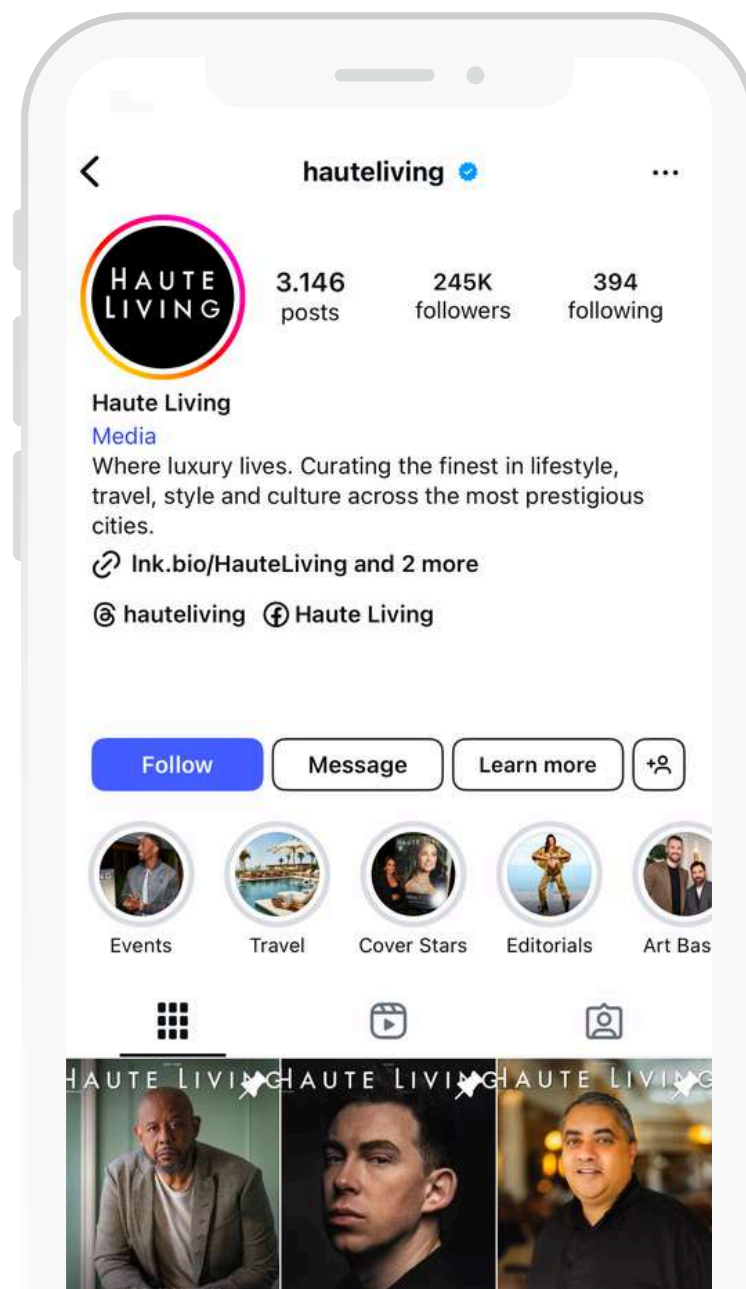 hauteliving
HAUTE
LIVING
3.146
posts
245K
followers
394
following
Haute Living
Media
Where luxury lives. Curating the finest in lifestyle,
travel, style and culture across the most prestigious
cities.
lnk.bio/HauteLiving and 2 more
hauteliving Haute Living
Follow Message Learn more
Events Travel Cover Stars Editorials Art Bas
HAUTE LIVING HAUTE LIVING HAUTE LIVING